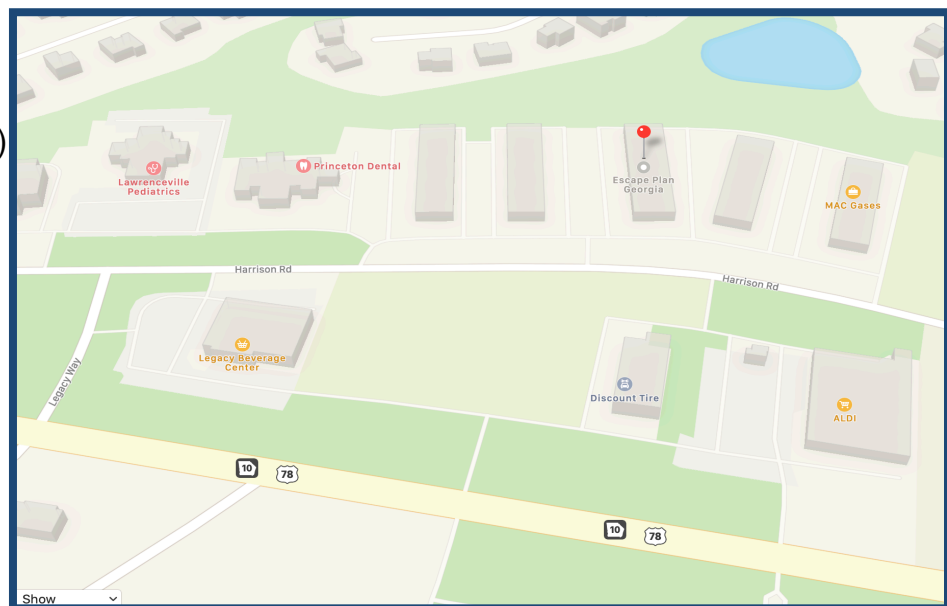 )
Princeton Dental
Lawrenceville
Pediatrics
Escape Plan
Georgia
MAC Gases
Harrison Rd
Harrison Rd
Legacy Beverage
Center
Legacy Way
Discount Tire
ALDI
10
78
10
78
Show